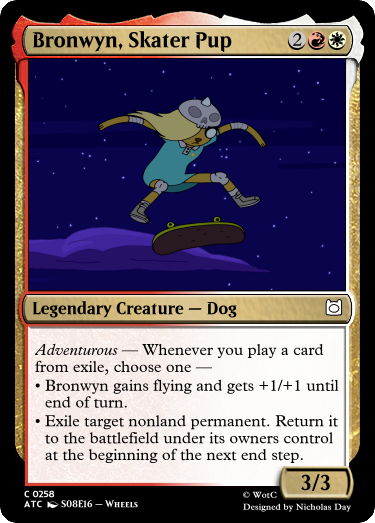 Bronwyn, Skater Pup 2
Legendary Creature — Dog
Adventurous — Whenever you play a card
from exile, choose one —
• Bronwyn gains flying and gets +1/+1 until
end of turn.
• Exile target nonland permanent. Return it
to the battlefield under its owners control
at the beginning of the next end step.
3/3
C 0258
ATC S08E16 — Wheels
© WotC
Designed by Nicholas Day